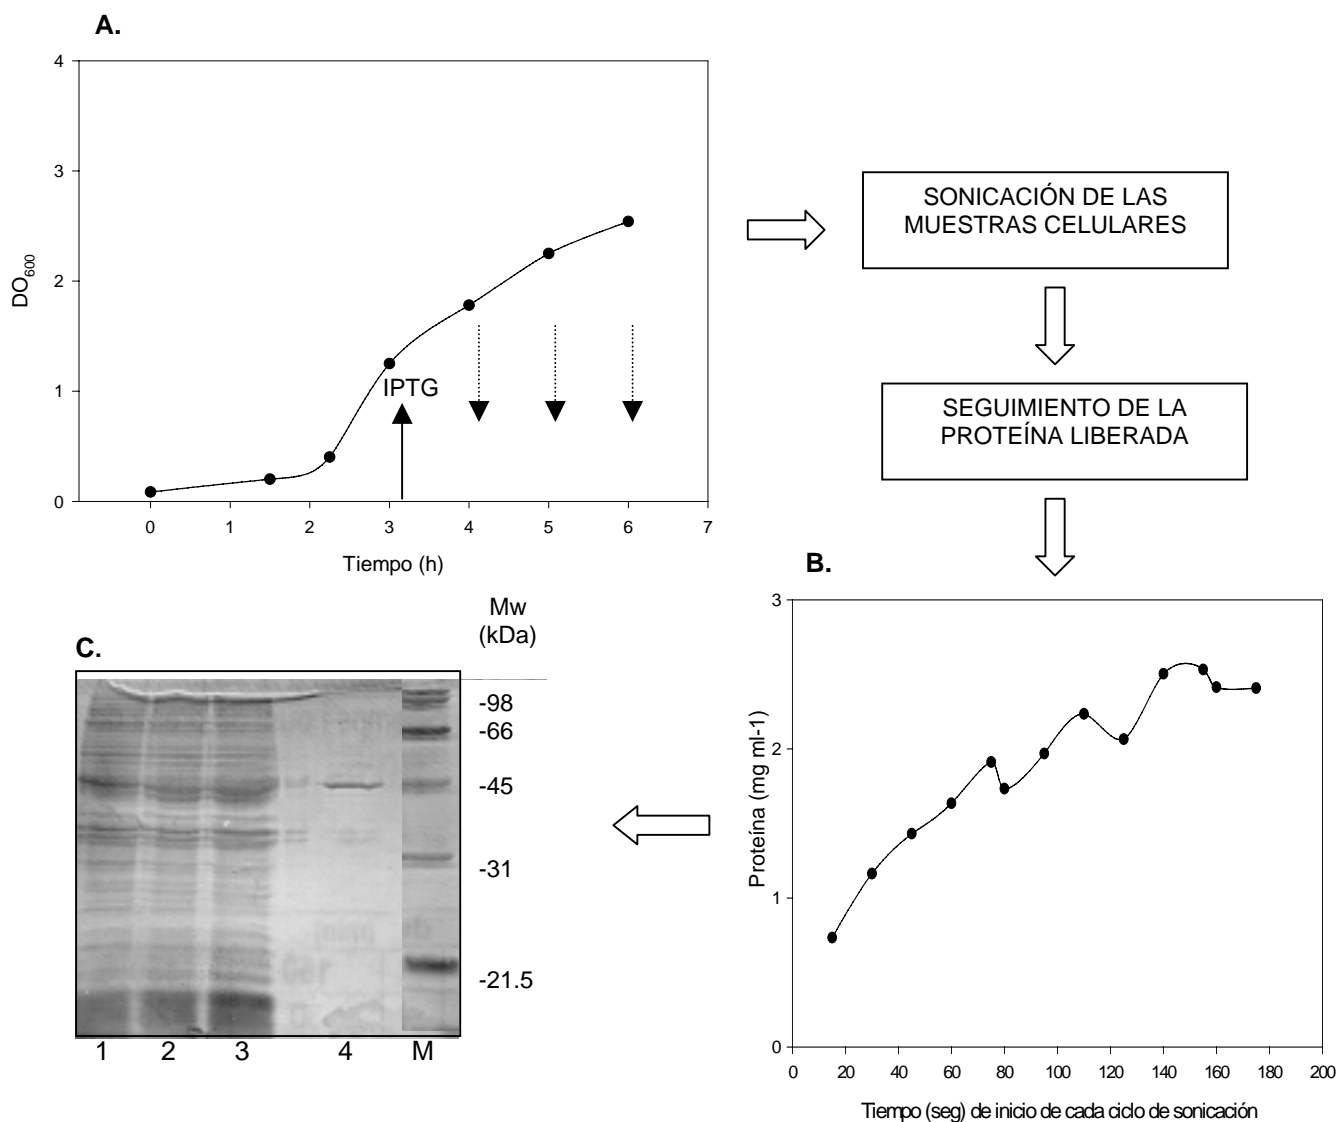 A.
4
3
2
1
0
DO600
IPTG
0 1 2 3 4 5 6 7
Tiempo (h)
SONICACIÓN DE LAS
MUESTRAS CELULARES
SEGUIMIENTO DE LA
PROTEÍNA LIBERADA
B.
3
2
1
0
Proteína (mg ml-1)
0 20 40 60 80 100 120 140 160 180 200
Tiempo (seg) de inicio de cada ciclo de sonicación
Mw
(kDa)
C.
-98
-66
-45
-31
-21.5
1 2 3 4 M